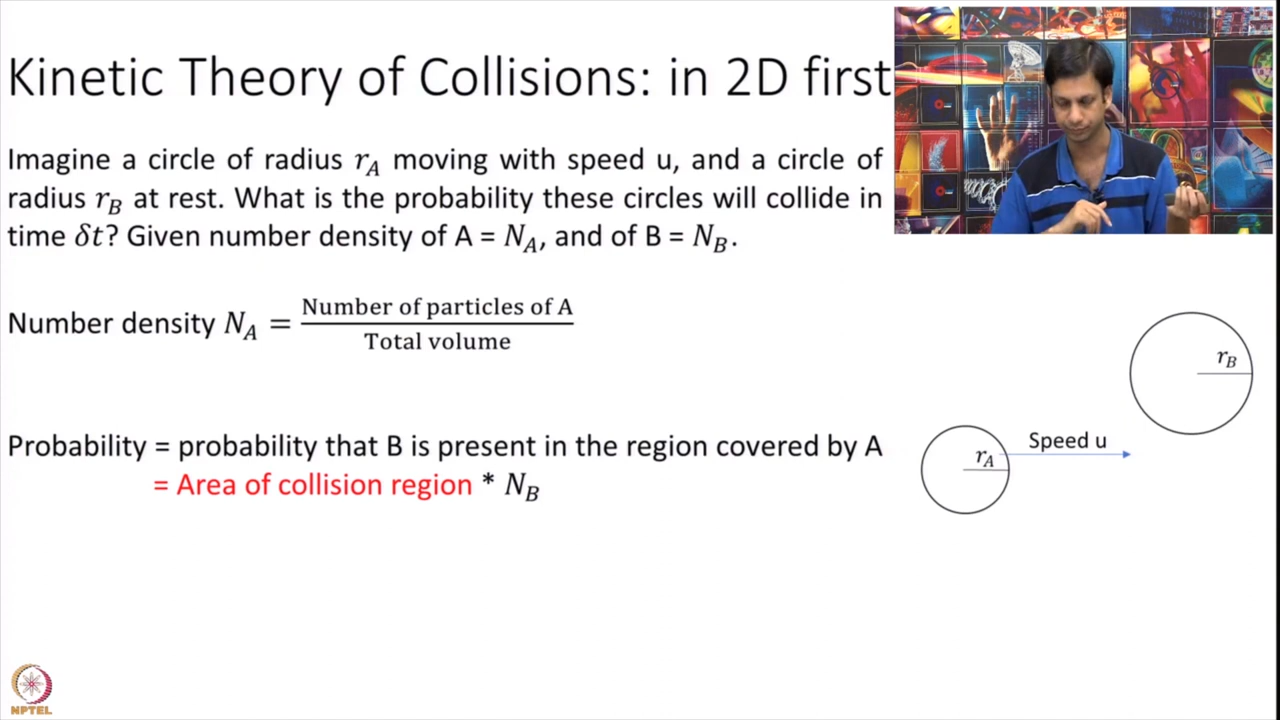 Kinetic Theory of Collisions: in 2D first
Imagine a circle of radius r_A moving with speed u, and a circle of
radius r_B at rest. What is the probability these circles will collide in
time δt? Given number density of A = N_A, and of B = N_B.
Number density N_A = Number of particles of A / Total volume
r_B
Probability = probability that B is present in the region covered by A
Speed u
r_A
= Area of collision region * N_B
NPTEL